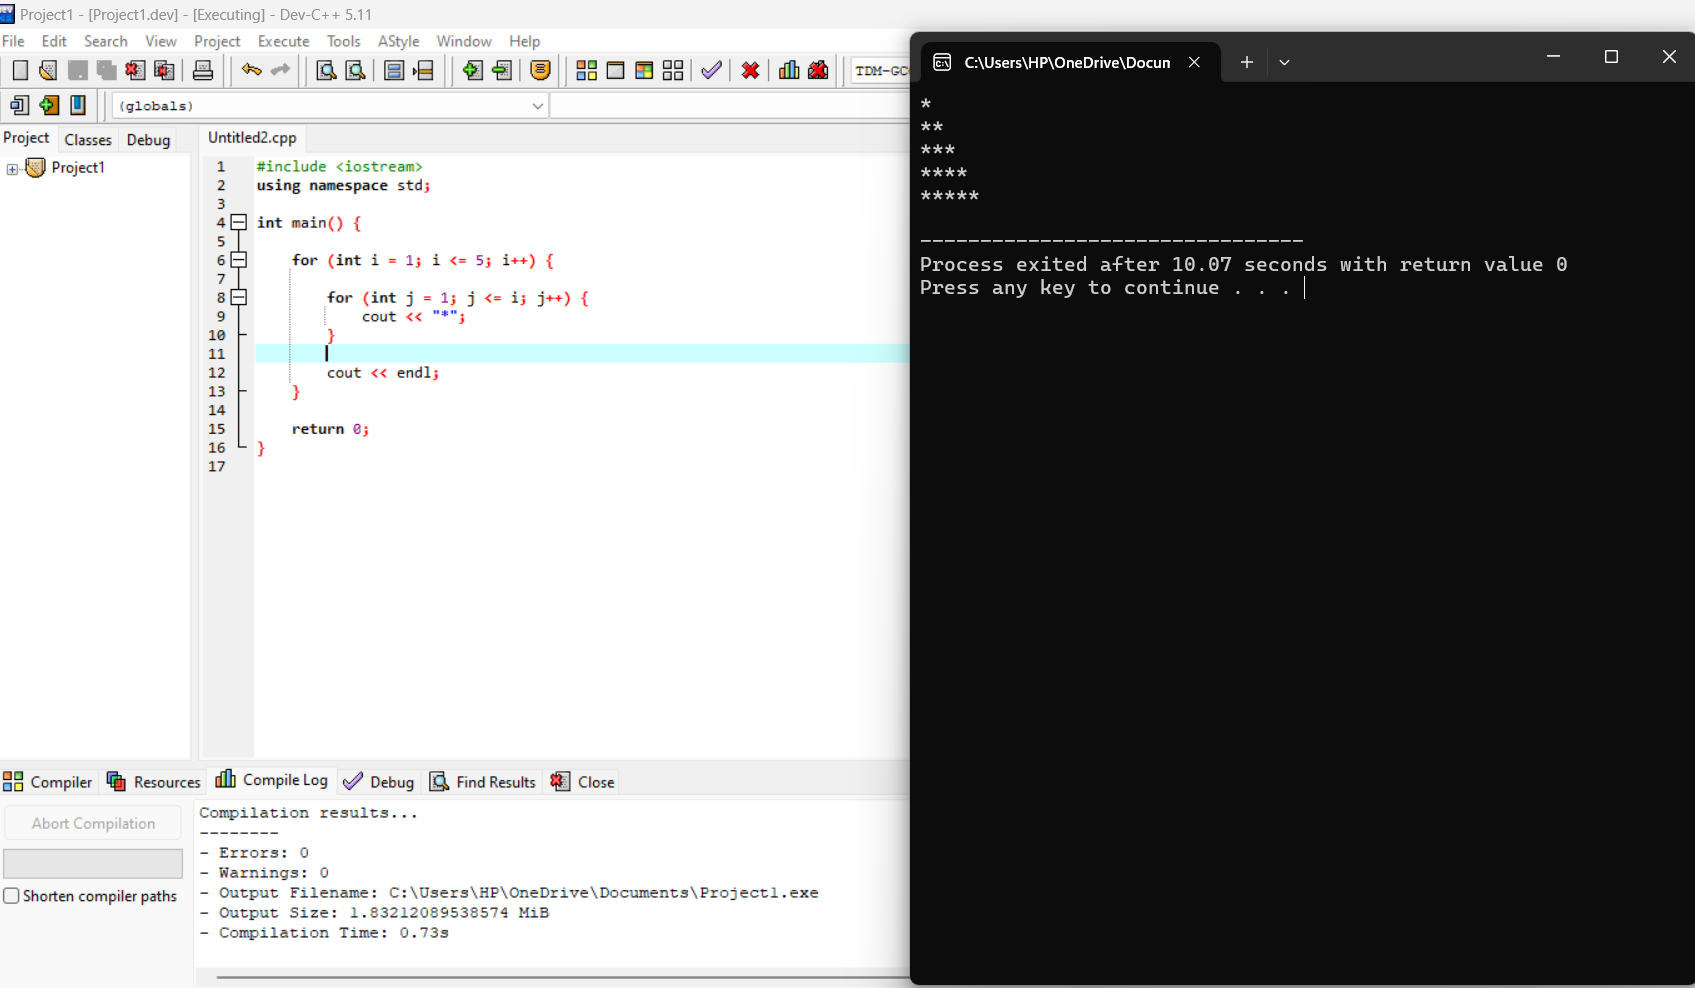 Project1 - [Project1.dev] - [Executing] - Dev-C++ 5.11
File Edit Search View Project Execute Tools AStyle Window Help
TDM-GC
(globals)
Project Classes Debug
Project1
Untitled2.cpp
1 #include <iostream>
2 using namespace std;
3
4 int main() {
5
6 for (int i = 1; i <= 5; i++) {
7
8 for (int j = 1; j <= i; j++) {
9 cout << "*";
10 }
11
12 cout << endl;
13 }
14
15 return 0;
16 }
17
Compiler Resources Compile Log Debug Find Results Close
Abort Compilation
Shorten compiler paths
Compilation results...
--------
- Errors: 0
- Warnings: 0
- Output Filename: C:\Users\HP\OneDrive\Documents\Project1.exe
- Output Size: 1.83212089538574 MiB
- Compilation Time: 0.73s
C:\Users\HP\OneDrive\Docun
*
**
***
****
*****
--------------------------------
Process exited after 10.07 seconds with return value 0
Press any key to continue . . .